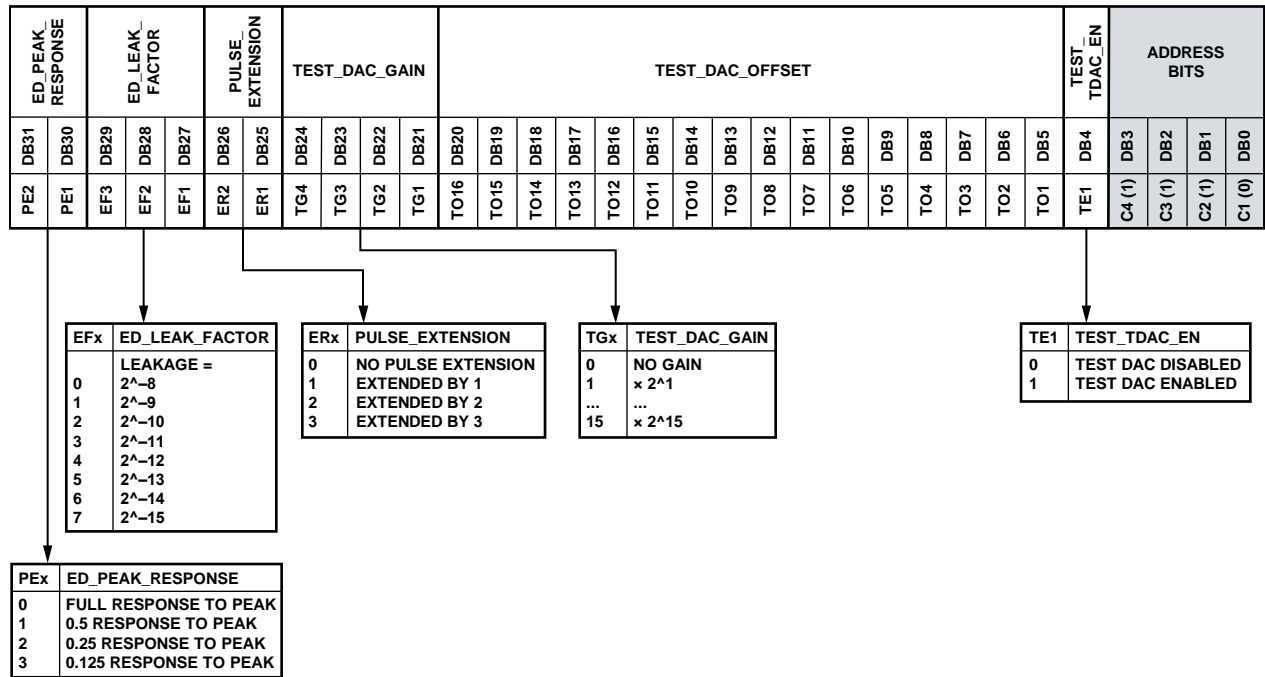 ED_PEAK_
RESPONSE
ED_LEAK_
FACTOR
PULSE_
EXTENSION
TEST_DAC_GAIN
TEST_DAC_OFFSET
TEST_
TDAC_EN
ADDRESS
BITS
DB31 DB30 DB29 DB28 DB27 DB26 DB25 DB24 DB23 DB22 DB21 DB20 DB19 DB18 DB17 DB16 DB15 DB14 DB13 DB12 DB11 DB10 DB9 DB8 DB7 DB6 DB5 DB4 DB3 DB2 DB1 DB0
PE2 PE1 EF3 EF2 EF1 ER2 ER1 TG4 TG3 TG2 TG1 TO16 TO15 TO14 TO13 TO12 TO11 TO10 TO9 TO8 TO7 TO6 TO5 TO4 TO3 TO2 TO1 TE1 C4 (1) C3 (1) C2 (1) C1 (0)
EFx ED_LEAK_FACTOR
LEAKAGE =
0 2^–8
1 2^–9
2 2^–10
3 2^–11
4 2^–12
5 2^–13
6 2^–14
7 2^–15
ERx PULSE_EXTENSION
0 NO PULSE EXTENSION
1 EXTENDED BY 1
2 EXTENDED BY 2
3 EXTENDED BY 3
TGx TEST_DAC_GAIN
0 NO GAIN
1 × 2^1
... ...
15 × 2^15
TE1 TEST_TDAC_EN
0 TEST DAC DISABLED
1 TEST DAC ENABLED
PEx ED_PEAK_RESPONSE
0 FULL RESPONSE TO PEAK
1 0.5 RESPONSE TO PEAK
2 0.25 RESPONSE TO PEAK
3 0.125 RESPONSE TO PEAK